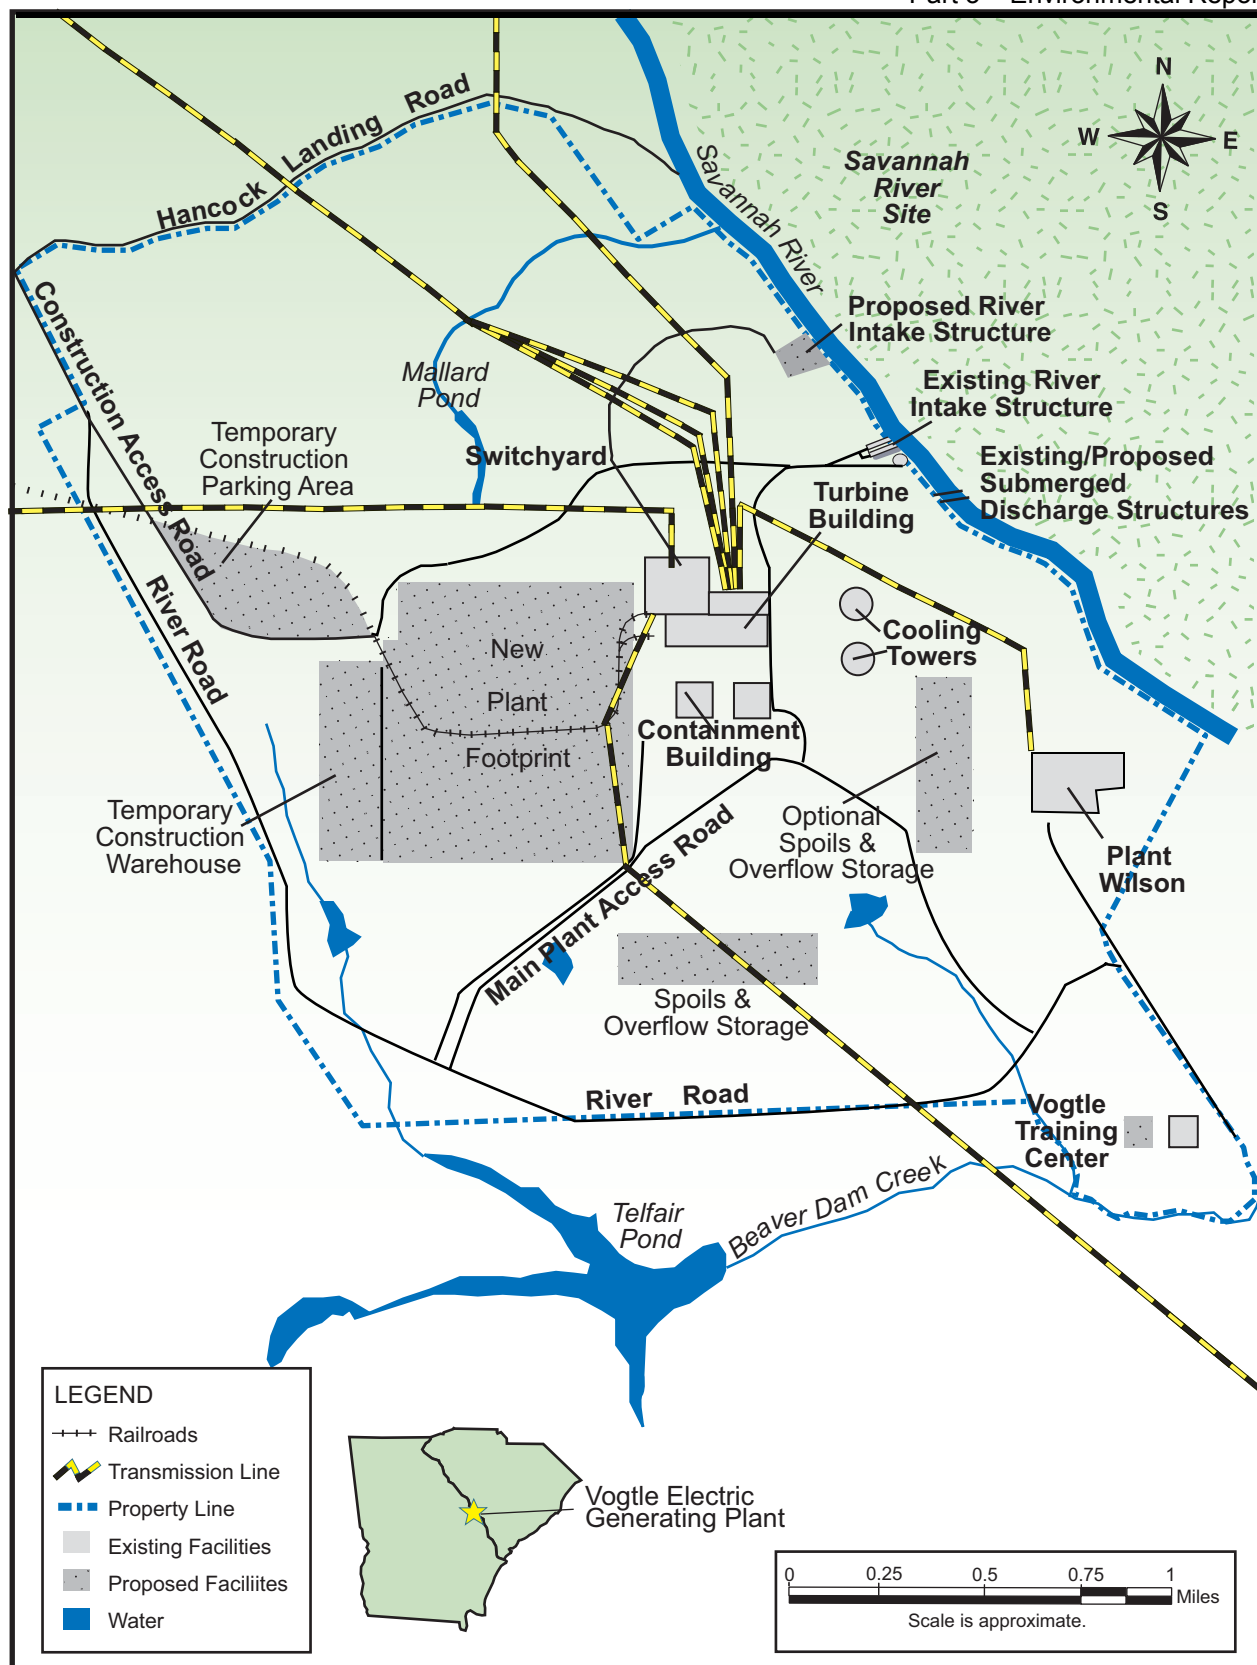 Hancock Landing Road
N
W
E
S
Savannah
River
Site
Savannah River
Proposed River
Intake Structure
Construction Access Road
Mallard
Pond
Existing River
Intake Structure
Temporary
Construction
Parking Area
Switchyard
Existing/Proposed
Submerged
Discharge Structures
Turbine
Building
River Road
New
Plant
Footprint
Cooling
Towers
Containment
Building
Temporary
Construction
Warehouse
Optional
Spoils &
Overflow Storage
Plant
Wilson
Main Plant Access Road
Spoils &
Overflow Storage
River Road
Vogtle
Training
Center
Telfair
Pond
Beaver Dam Creek
LEGEND
Railroads
Transmission Line
Property Line
Existing Facilities
Proposed Faciliites
Water
Vogtle Electric
Generating Plant
0 0.25 0.5 0.75 1
Miles
Scale is approximate.